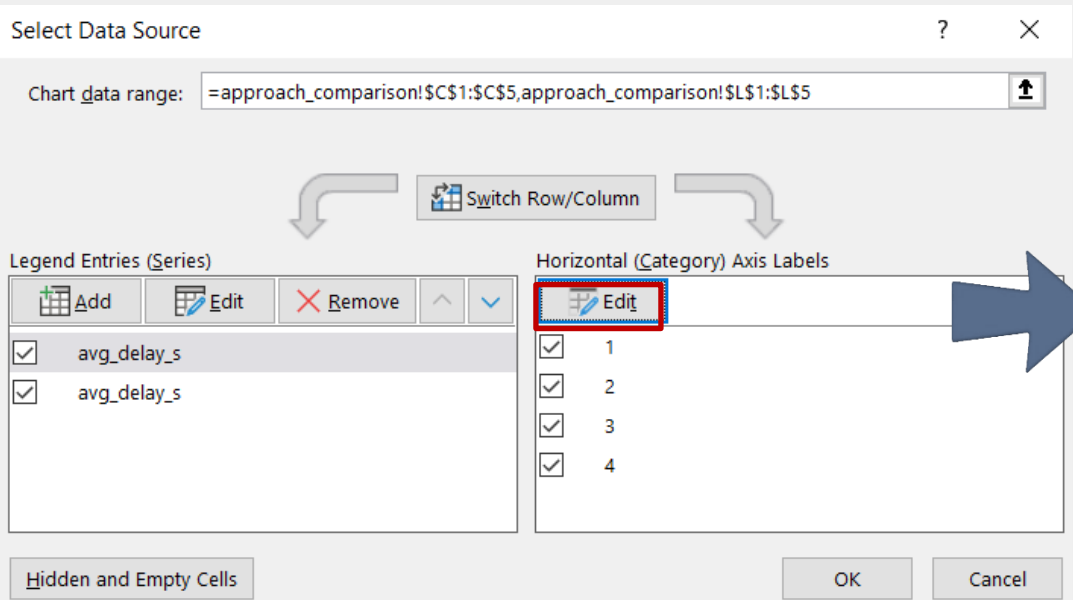 Select Data Source ?
Chart data range: =approach_comparison!$C$1:$C$5,approach_comparison!$L$1:$L$5
Switch Row/Column
Legend Entries (Series)
Add Edit Remove
avg_delay_s
avg_delay_s
Horizontal (Category) Axis Labels
Edit
1
2
3
4
Hidden and Empty Cells
OK Cancel